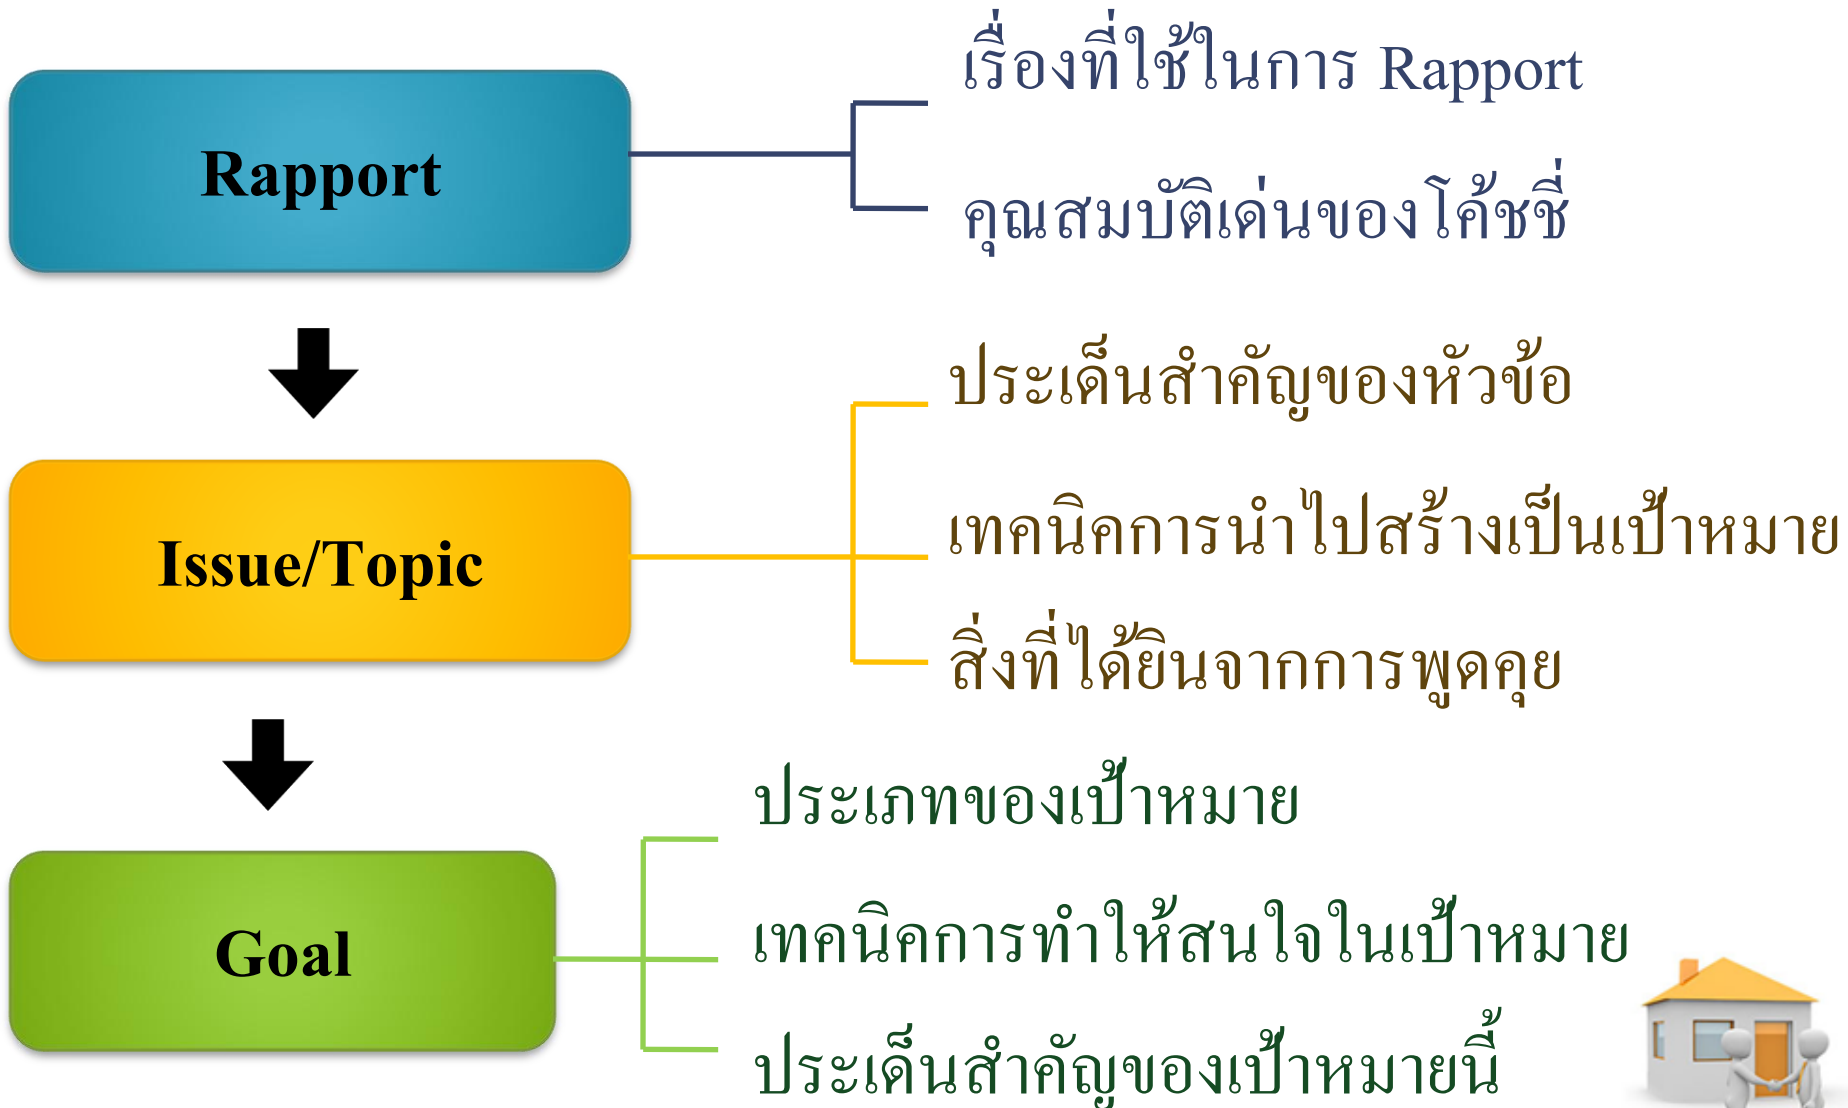 Rapport
เรื่องที่ใช้ในการ Rapport
คุณสมบัติเด่นของโค้ชชี่
Issue/Topic
ประเด็นสำคัญของหัวข้อ
เทคนิคการนำไปสร้างเป็นเป้าหมาย
สิ่งที่ได้ยินจากการพูดคุย
Goal
ประเภทของเป้าหมาย
เทคนิคการทำให้สนใจในเป้าหมาย
ประเด็นสำคัญของเป้าหมายนี้